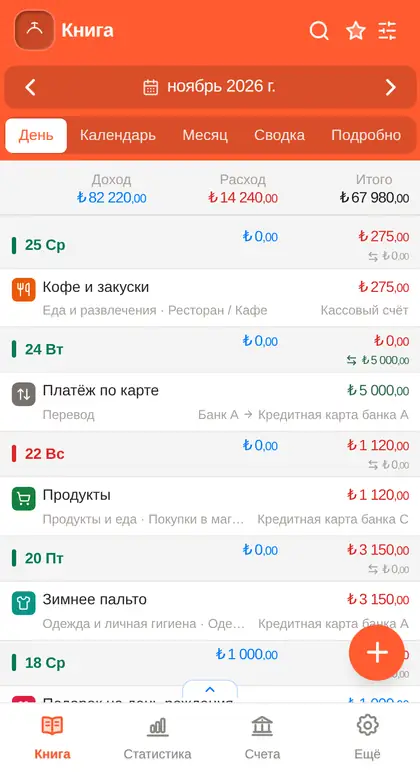 Книга
ноябрь 2026 г.
День Календарь Месяц Сводка Подробно
Доход Расход Итого
₺ 82 220,00 ₺ 14 240,00 ₺ 67 980,00
25 Ср ₺ 0,00 ₺ 275,00
₺ 0,00
Кофе и закуски ₺ 275,00
Еда и развлечения · Ресторан / Кафе Кассовый счёт
24 Вт ₺ 0,00 ₺ 0,00
₺ 5 000,00
Платёж по карте ₺ 5 000,00
Перевод Банк A → Кредитная карта банка A
22 Вс ₺ 0,00 ₺ 1 120,00
₺ 0,00
Продукты ₺ 1 120,00
Продукты и еда · Покупки в маг... Кредитная карта банка C
20 Пт ₺ 0,00 ₺ 3 150,00
₺ 0,00
Зимнее пальто ₺ 3 150,00
Одежда и личная гигиена · Оде... Кредитная карта банка A
18 Ср ₺ 1 000,00
Книга Статистика Счета Ещё